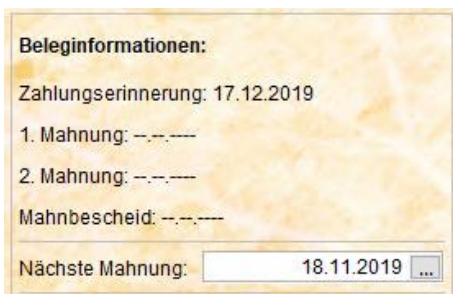 Beleginformationen:
Zahlungserinnerung: 17.12.2019
1. Mahnung: --.--.----
2. Mahnung: --.--.----
Mahnbescheid: --.--.----
Nächste Mahnung: 18.11.2019 ...